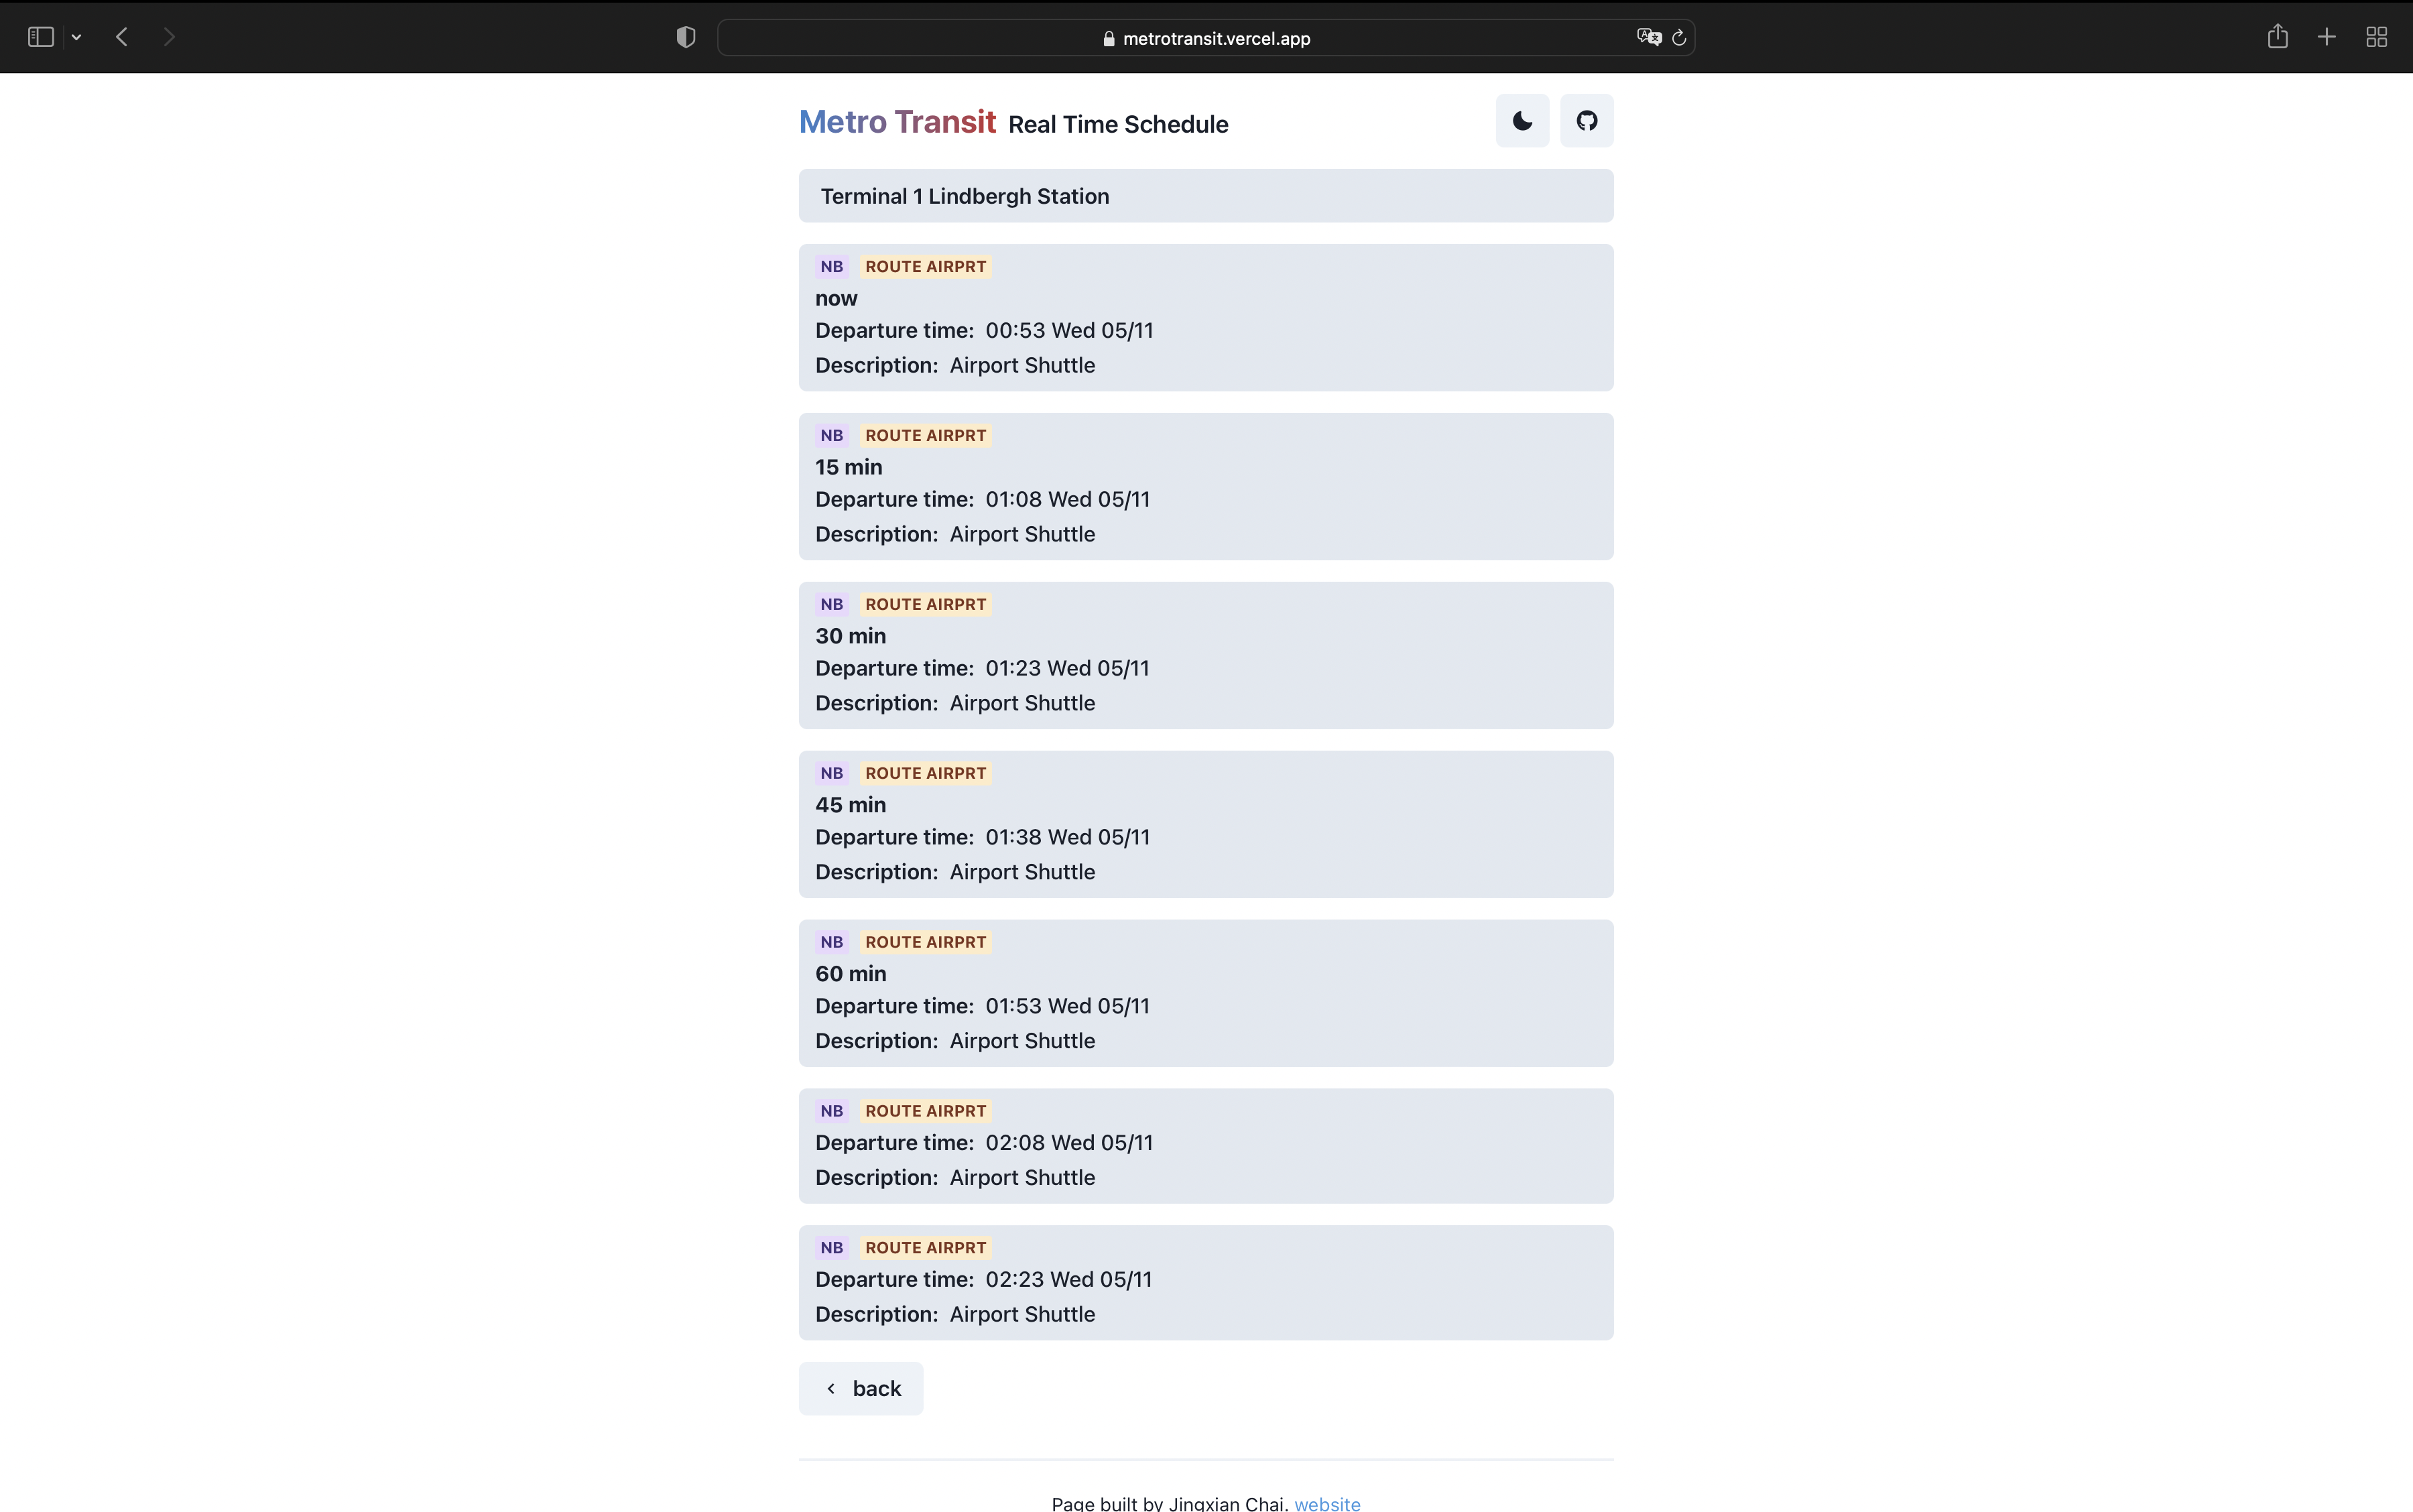 metrotransit.vercel.app
Metro Transit Real Time Schedule
Terminal 1 Lindbergh Station
NB ROUTE AIRPRT
now
Departure time: 00:53 Wed 05/11
Description: Airport Shuttle
NB ROUTE AIRPRT
15 min
Departure time: 01:08 Wed 05/11
Description: Airport Shuttle
NB ROUTE AIRPRT
30 min
Departure time: 01:23 Wed 05/11
Description: Airport Shuttle
NB ROUTE AIRPRT
45 min
Departure time: 01:38 Wed 05/11
Description: Airport Shuttle
NB ROUTE AIRPRT
60 min
Departure time: 01:53 Wed 05/11
Description: Airport Shuttle
NB ROUTE AIRPRT
Departure time: 02:08 Wed 05/11
Description: Airport Shuttle
NB ROUTE AIRPRT
Departure time: 02:23 Wed 05/11
Description: Airport Shuttle
back
Page built by Jingxian Chai. website